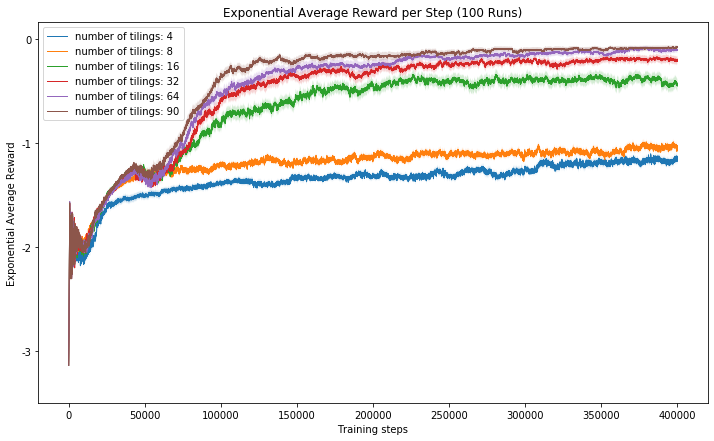 Exponential Average Reward per Step (100 Runs)
number of tilings: 4
number of tilings: 8
number of tilings: 16
number of tilings: 32
number of tilings: 64
number of tilings: 90
Exponential Average Reward
0
-1
-2
-3
0
50000
100000
150000
200000
250000
300000
350000
400000
Training steps